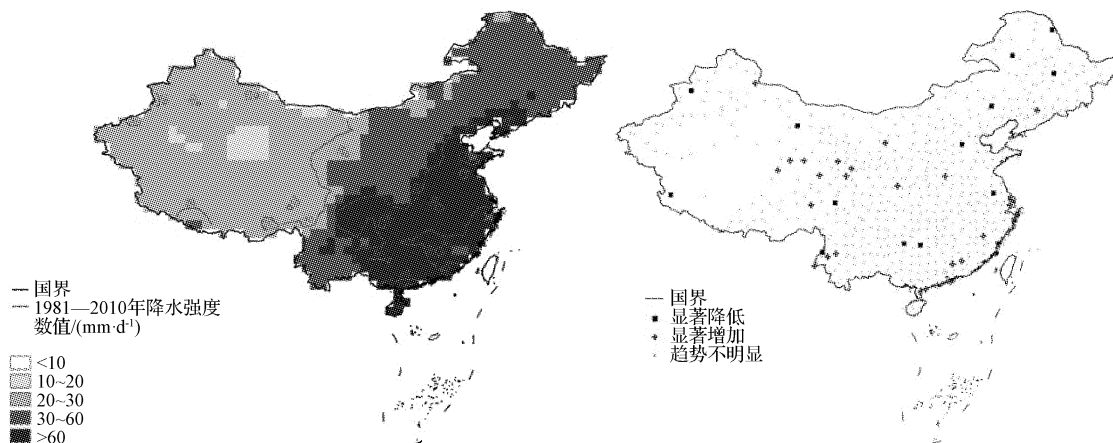 国界
1981—2010年降水强度
数值/(mm·d⁻¹)
<10
10~20
20~30
30~60
>60
国界
显著降低
显著增加
趋势不明显